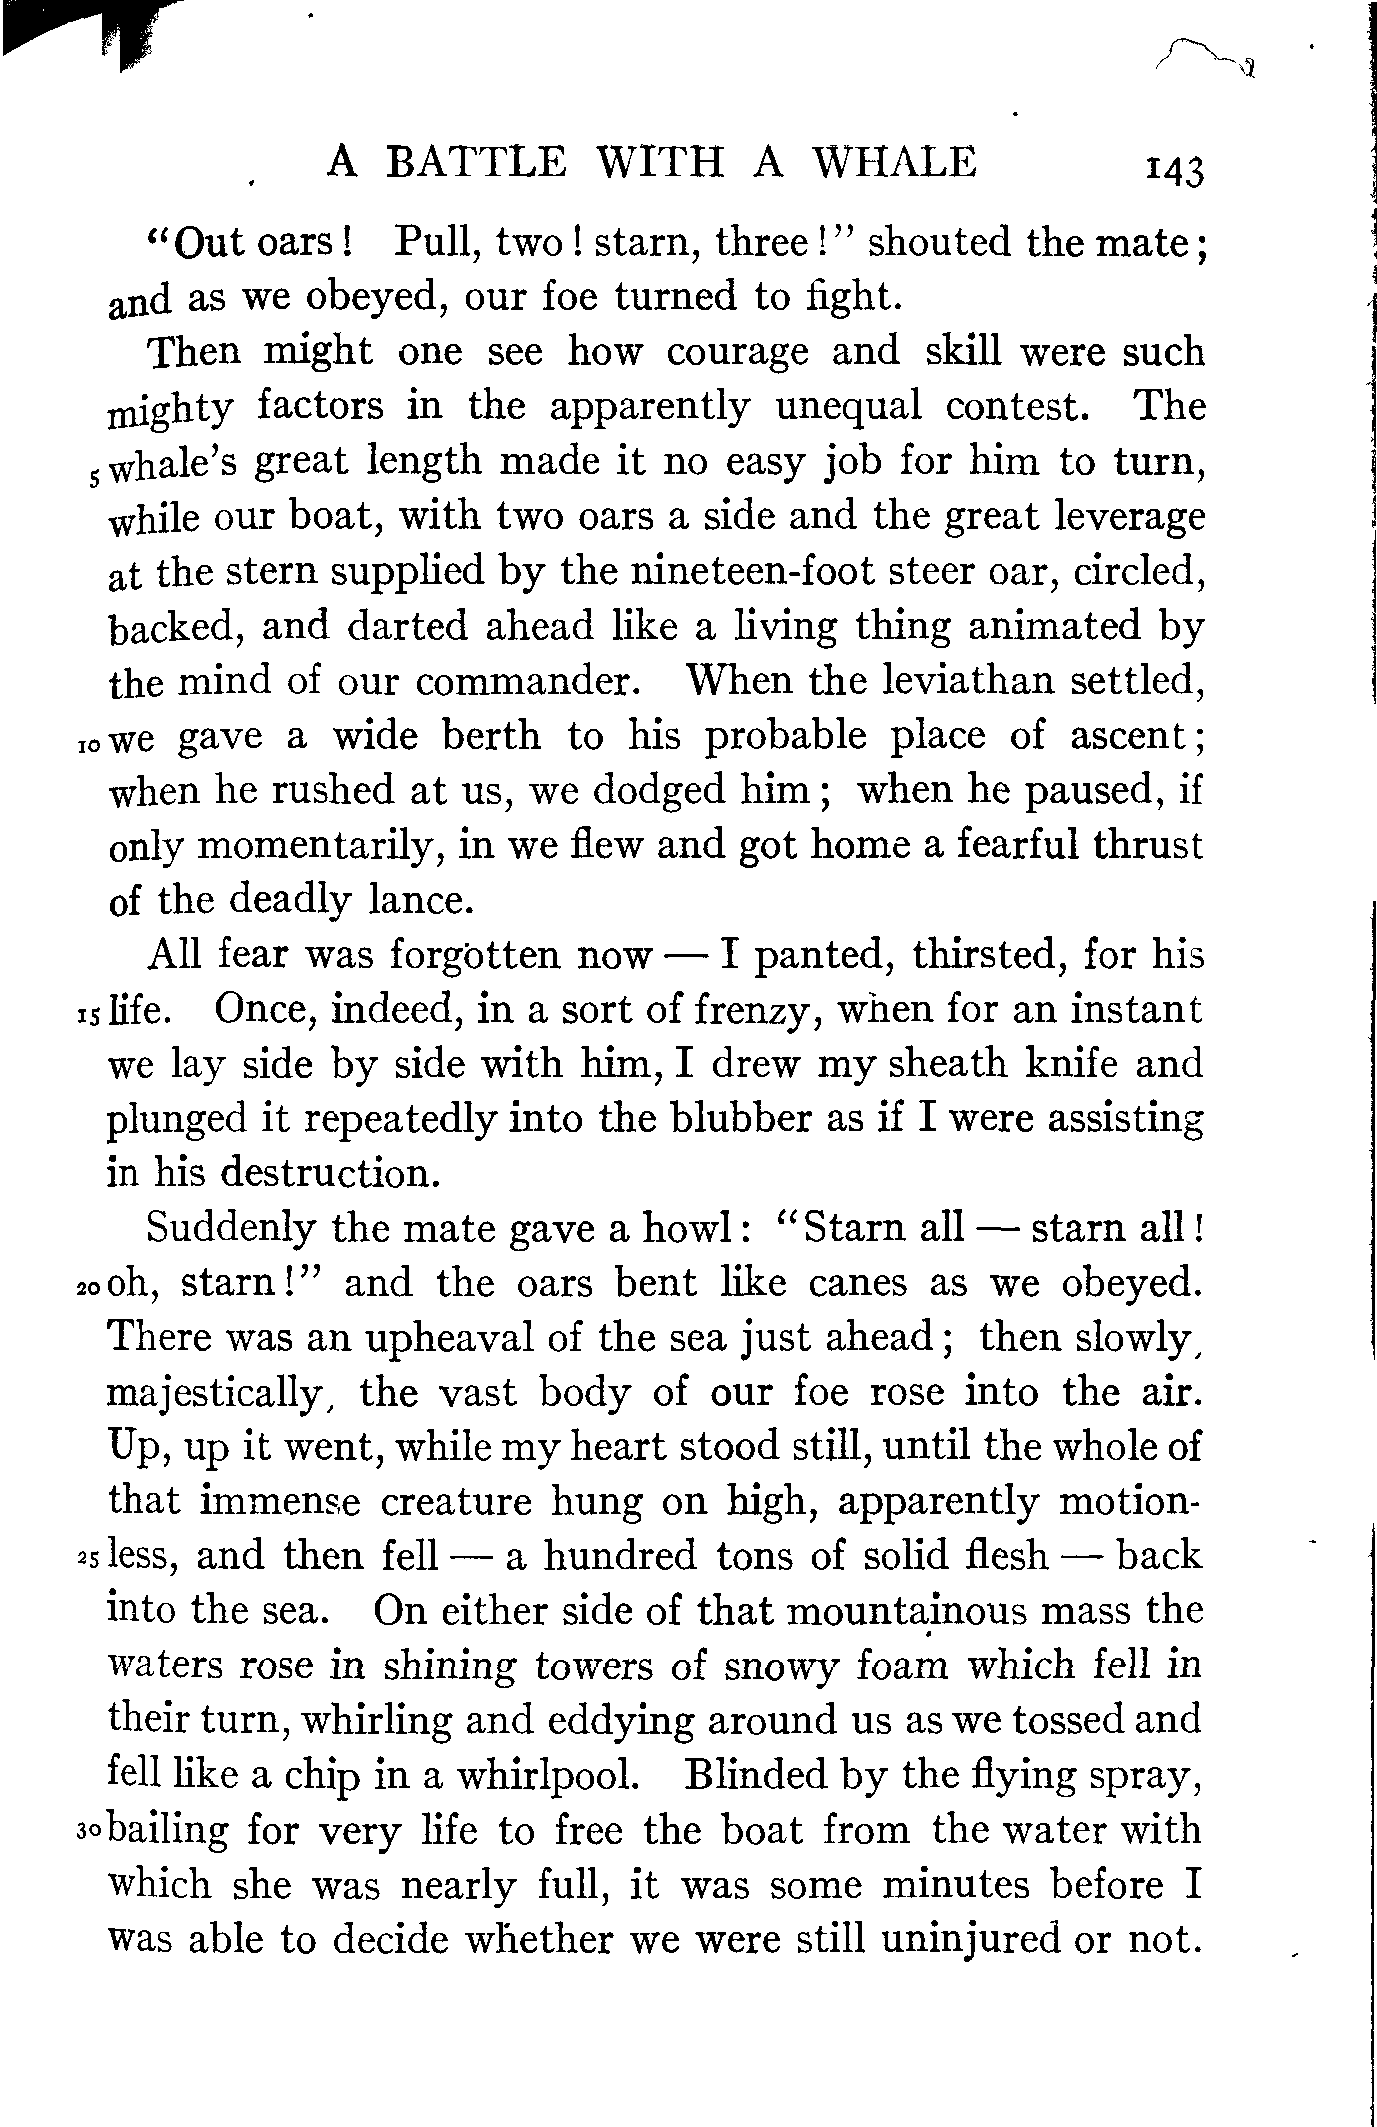 A BATTLE WITH A WHALE 143
"Out oars! Pull, two! starn, three!" shouted the mate;
and as we obeyed, our foe turned to fight.
Then might one see how courage and skill were such
mighty factors in the apparently unequal contest. The
5 whale's great length made it no easy job for him to turn,
while our boat, with two oars a side and the great leverage
at the stern supplied by the nineteen-foot steer oar, circled,
backed, and darted ahead like a living thing animated by
the mind of our commander. When the leviathan settled,
10 we gave a wide berth to his probable place of ascent;
when he rushed at us, we dodged him; when he paused, if
only momentarily, in we flew and got home a fearful thrust
of the deadly lance.
All fear was forgotten now — I panted, thirsted, for his
15 life. Once, indeed, in a sort of frenzy, when for an instant
we lay side by side with him, I drew my sheath knife and
plunged it repeatedly into the blubber as if I were assisting
in his destruction.
Suddenly the mate gave a howl: "Starn all — starn all!
20 oh, starn!" and the oars bent like canes as we obeyed.
There was an upheaval of the sea just ahead; then slowly,
majestically, the vast body of our foe rose into the air.
Up, up it went, while my heart stood still, until the whole of
that immense creature hung on high, apparently motion-
25 less, and then fell — a hundred tons of solid flesh — back
into the sea. On either side of that mountainous mass the
waters rose in shining towers of snowy foam which fell in
their turn, whirling and eddying around us as we tossed and
fell like a chip in a whirlpool. Blinded by the flying spray,
30 bailing for very life to free the boat from the water with
which she was nearly full, it was some minutes before I
was able to decide whether we were still uninjured or not.